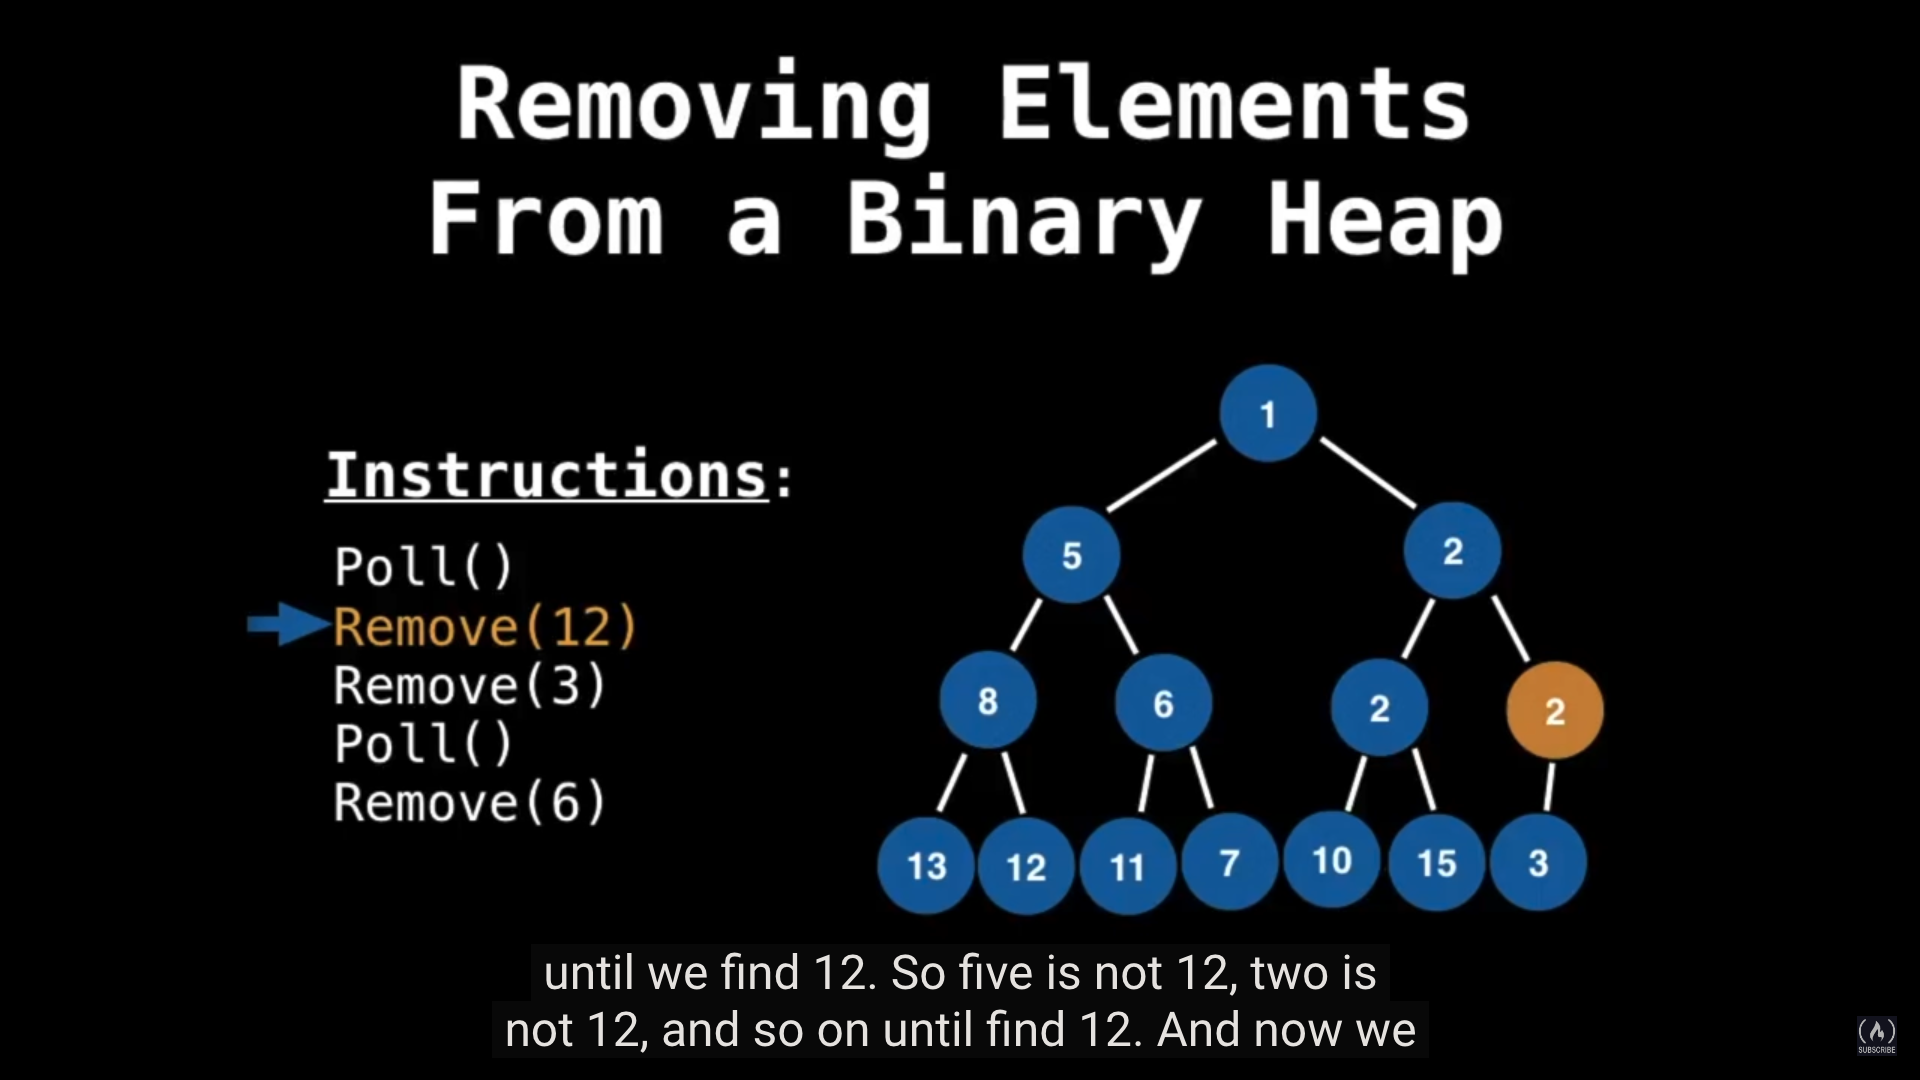 Removing Elements
From a Binary Heap
Instructions:
Poll()
Remove(12)
Remove(3)
Poll()
Remove(6)
1
5
2
8
6
2
2
13
12
11
7
10
15
3
until we find 12. So five is not 12, two is
not 12, and so on until find 12. And now we
SUBSCRIBE